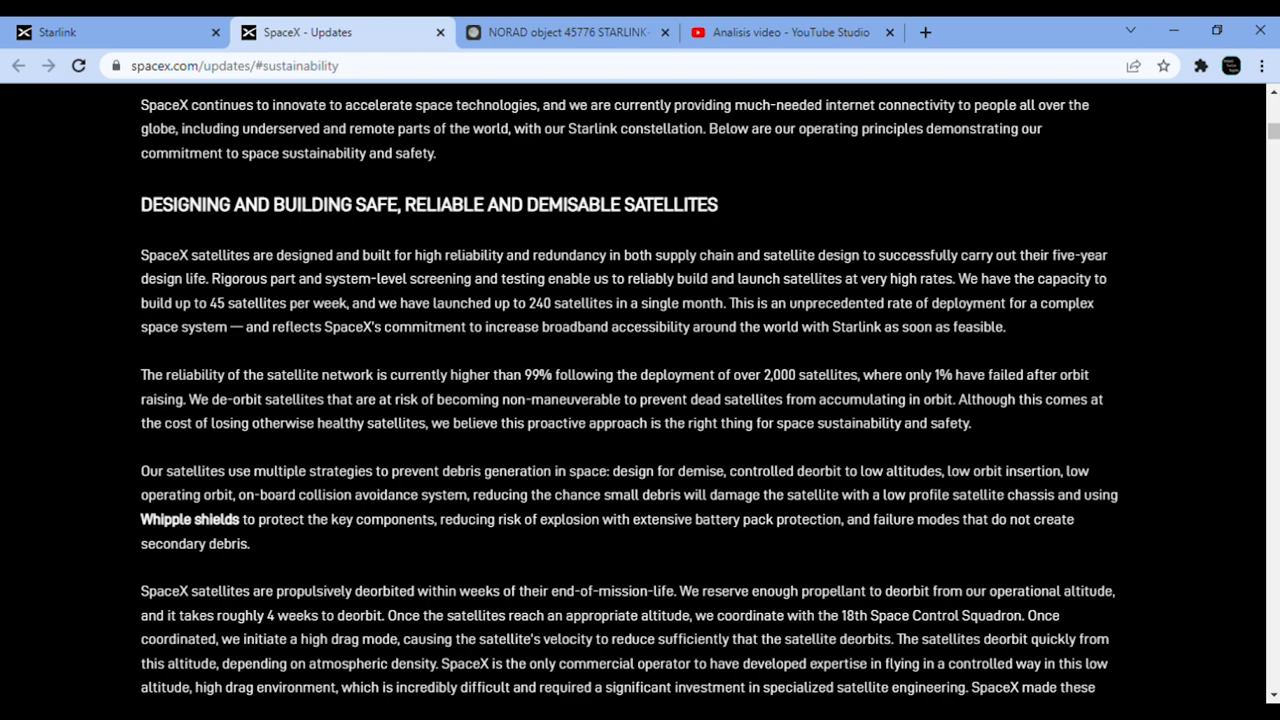 Starlink
SpaceX - Updates
NORAD object 45776 STARLINK-
Analisis video - YouTube Studio
spacex.com/updates/#sustainability
SpaceX continues to innovate to accelerate space technologies, and we are currently providing much-needed internet connectivity to people all over the
globe, including underserved and remote parts of the world, with our Starlink constellation. Below are our operating principles demonstrating our
commitment to space sustainability and safety.
DESIGNING AND BUILDING SAFE, RELIABLE AND DEMISABLE SATELLITES
SpaceX satellites are designed and built for high reliability and redundancy in both supply chain and satellite design to successfully carry out their five-year
design life. Rigorous part and system-level screening and testing enable us to reliably build and launch satellites at very high rates. We have the capacity to
build up to 45 satellites per week, and we have launched up to 240 satellites in a single month. This is an unprecedented rate of deployment for a complex
space system — and reflects SpaceX's commitment to increase broadband accessibility around the world with Starlink as soon as feasible.
The reliability of the satellite network is currently higher than 99% following the deployment of over 2,000 satellites, where only 1% have failed after orbit
raising. We de-orbit satellites that are at risk of becoming non-maneuverable to prevent dead satellites from accumulating in orbit. Although this comes at
the cost of losing otherwise healthy satellites, we believe this proactive approach is the right thing for space sustainability and safety.
Our satellites use multiple strategies to prevent debris generation in space: design for demise, controlled deorbit to low altitudes, low orbit insertion, low
operating orbit, on-board collision avoidance system, reducing the chance small debris will damage the satellite with a low profile satellite chassis and using
Whipple shields to protect the key components, reducing risk of explosion with extensive battery pack protection, and failure modes that do not create
secondary debris.
SpaceX satellites are propulsively deorbited within weeks of their end-of-mission-life. We reserve enough propellant to deorbit from our operational altitude,
and it takes roughly 4 weeks to deorbit. Once the satellites reach an appropriate altitude, we coordinate with the 18th Space Control Squadron. Once
coordinated, we initiate a high drag mode, causing the satellite's velocity to reduce sufficiently that the satellite deorbits. The satellites deorbit quickly from
this altitude, depending on atmospheric density. SpaceX is the only commercial operator to have developed expertise in flying in a controlled way in this low
altitude, high drag environment, which is incredibly difficult and required a significant investment in specialized satellite engineering. SpaceX made these